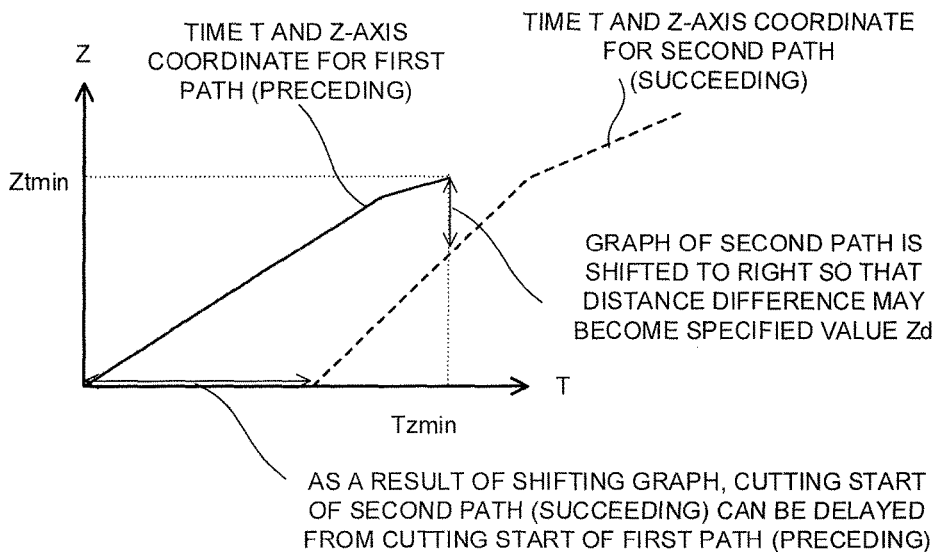 TIME T AND Z-AXIS
COORDINATE FOR FIRST
PATH (PRECEDING)
TIME T AND Z-AXIS COORDINATE
FOR SECOND PATH
(SUCCEEDING)
Z
Ztmin
GRAPH OF SECOND PATH IS
SHIFTED TO RIGHT SO THAT
DISTANCE DIFFERENCE MAY
BECOME SPECIFIED VALUE Zd
T
Tzmin
AS A RESULT OF SHIFTING GRAPH, CUTTING START
OF SECOND PATH (SUCCEEDING) CAN BE DELAYED
FROM CUTTING START OF FIRST PATH (PRECEDING)